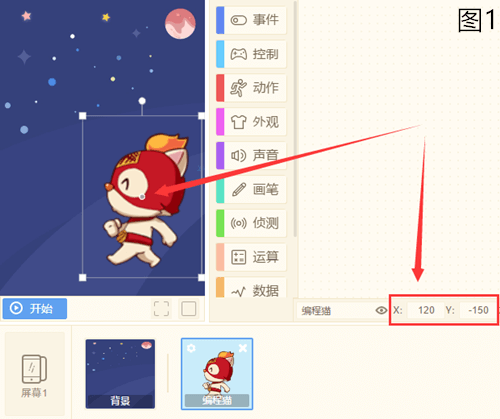 图1
事件
控制
动作
外观
声音
画笔
侦测
运算
数据
开始
编程猫
X: 120 Y: -150
屏幕1
背景
编程猫